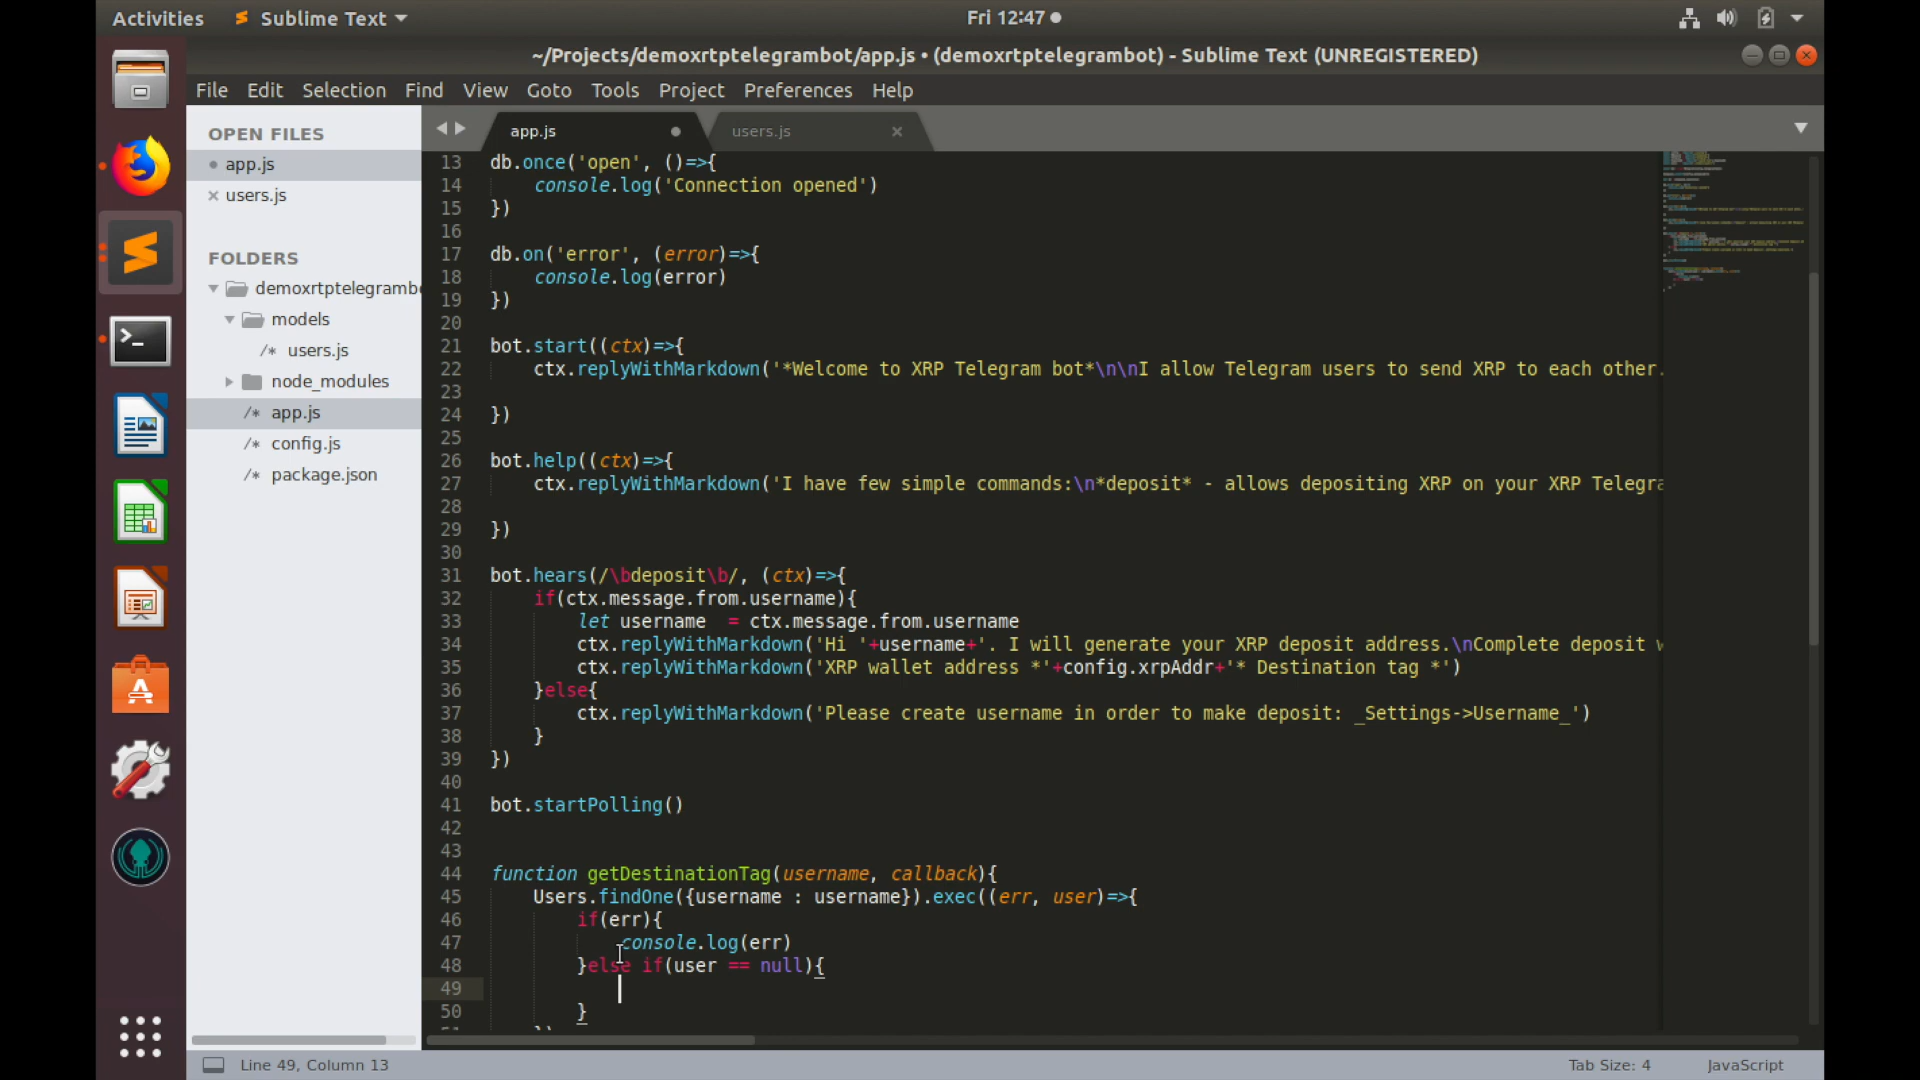 Activities Sublime Text Fri 12:47
~/Projects/demoxrtptelegrambot/app.js • (demoxrtptelegrambot) - Sublime Text (UNREGISTERED)
File Edit Selection Find View Goto Tools Project Preferences Help
OPEN FILES
app.js
users.js
FOLDERS
demoxrtptelegrambo
models
/* users.js
node_modules
/* app.js
/* config.js
/* package.json
app.js users.js
13 db.once('open', ()=>{
14 console.log('Connection opened')
15 })
16
17 db.on('error', (error)=>{
18 console.log(error)
19 })
20
21 bot.start((ctx)=>{
22 ctx.replyWithMarkdown('*Welcome to XRP Telegram bot*\n\nI allow Telegram users to send XRP to each other.
23
24 })
25
26 bot.help((ctx)=>{
27 ctx.replyWithMarkdown('I have few simple commands:\n*deposit* - allows depositing XRP on your XRP Telegra
28
29 })
30
31 bot.hears(/\bdeposit\b/, (ctx)=>{
32 if(ctx.message.from.username){
33 let username  = ctx.message.from.username
34 ctx.replyWithMarkdown('Hi '+username+'. I will generate your XRP deposit address.\nComplete deposit w
35 ctx.replyWithMarkdown('XRP wallet address *'+config.xrpAddr+'* Destination tag *')
36 }else{
37 ctx.replyWithMarkdown('Please create username in order to make deposit: _Settings->Username_')
38 }
39 })
40
41 bot.startPolling()
42
43
44 function getDestinationTag(username, callback){
45 Users.findOne({username : username}).exec((err, user)=>{
46 if(err){
47 console.log(err)
48 }else if(user == null){
49
50 }
Line 49, Column 13 Tab Size: 4 JavaScript